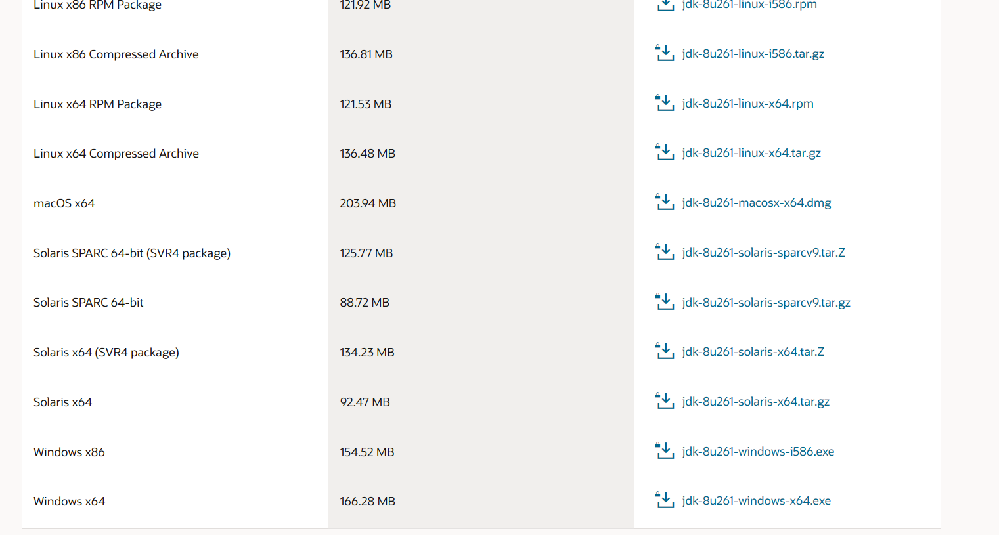 Linux x86 RPM Package 121.92 MB jdk-8u261-linux-i586.rpm
Linux x86 Compressed Archive 136.81 MB jdk-8u261-linux-i586.tar.gz
Linux x64 RPM Package 121.53 MB jdk-8u261-linux-x64.rpm
Linux x64 Compressed Archive 136.48 MB jdk-8u261-linux-x64.tar.gz
macOS x64 203.94 MB jdk-8u261-macosx-x64.dmg
Solaris SPARC 64-bit (SVR4 package) 125.77 MB jdk-8u261-solaris-sparcv9.tar.Z
Solaris SPARC 64-bit 88.72 MB jdk-8u261-solaris-sparcv9.tar.gz
Solaris x64 (SVR4 package) 134.23 MB jdk-8u261-solaris-x64.tar.Z
Solaris x64 92.47 MB jdk-8u261-solaris-x64.tar.gz
Windows x86 154.52 MB jdk-8u261-windows-i586.exe
Windows x64 166.28 MB jdk-8u261-windows-x64.exe